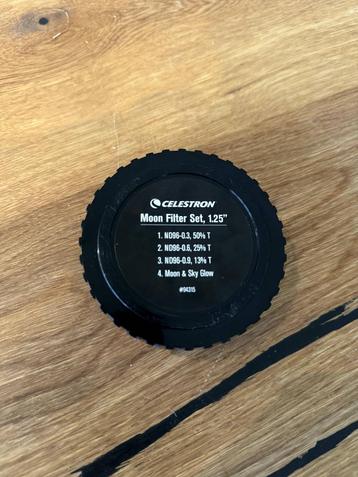 CELESTRON
Moon Filter Set, 1.25”
1. ND96-0.3, 50% T
2. ND96-0.6, 25% T
3. ND96-0.9, 13% T
4. Moon & Sky Glow
#94315